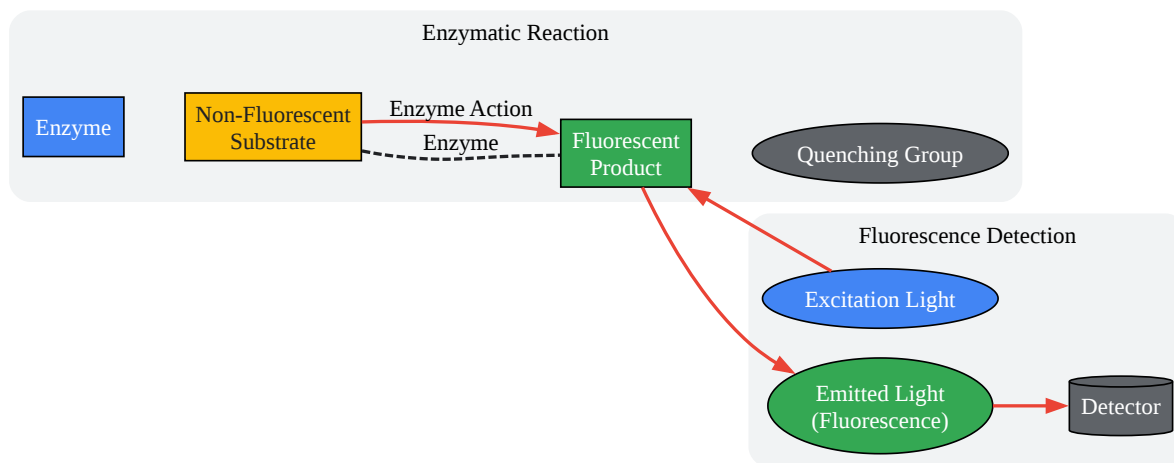 Enzymatic Reaction
Enzyme
Non-Fluorescent
Substrate
Enzyme Action
Enzyme
Fluorescent
Product
Quenching Group
Fluorescence Detection
Excitation Light
Emitted Light
(Fluorescence)
Detector